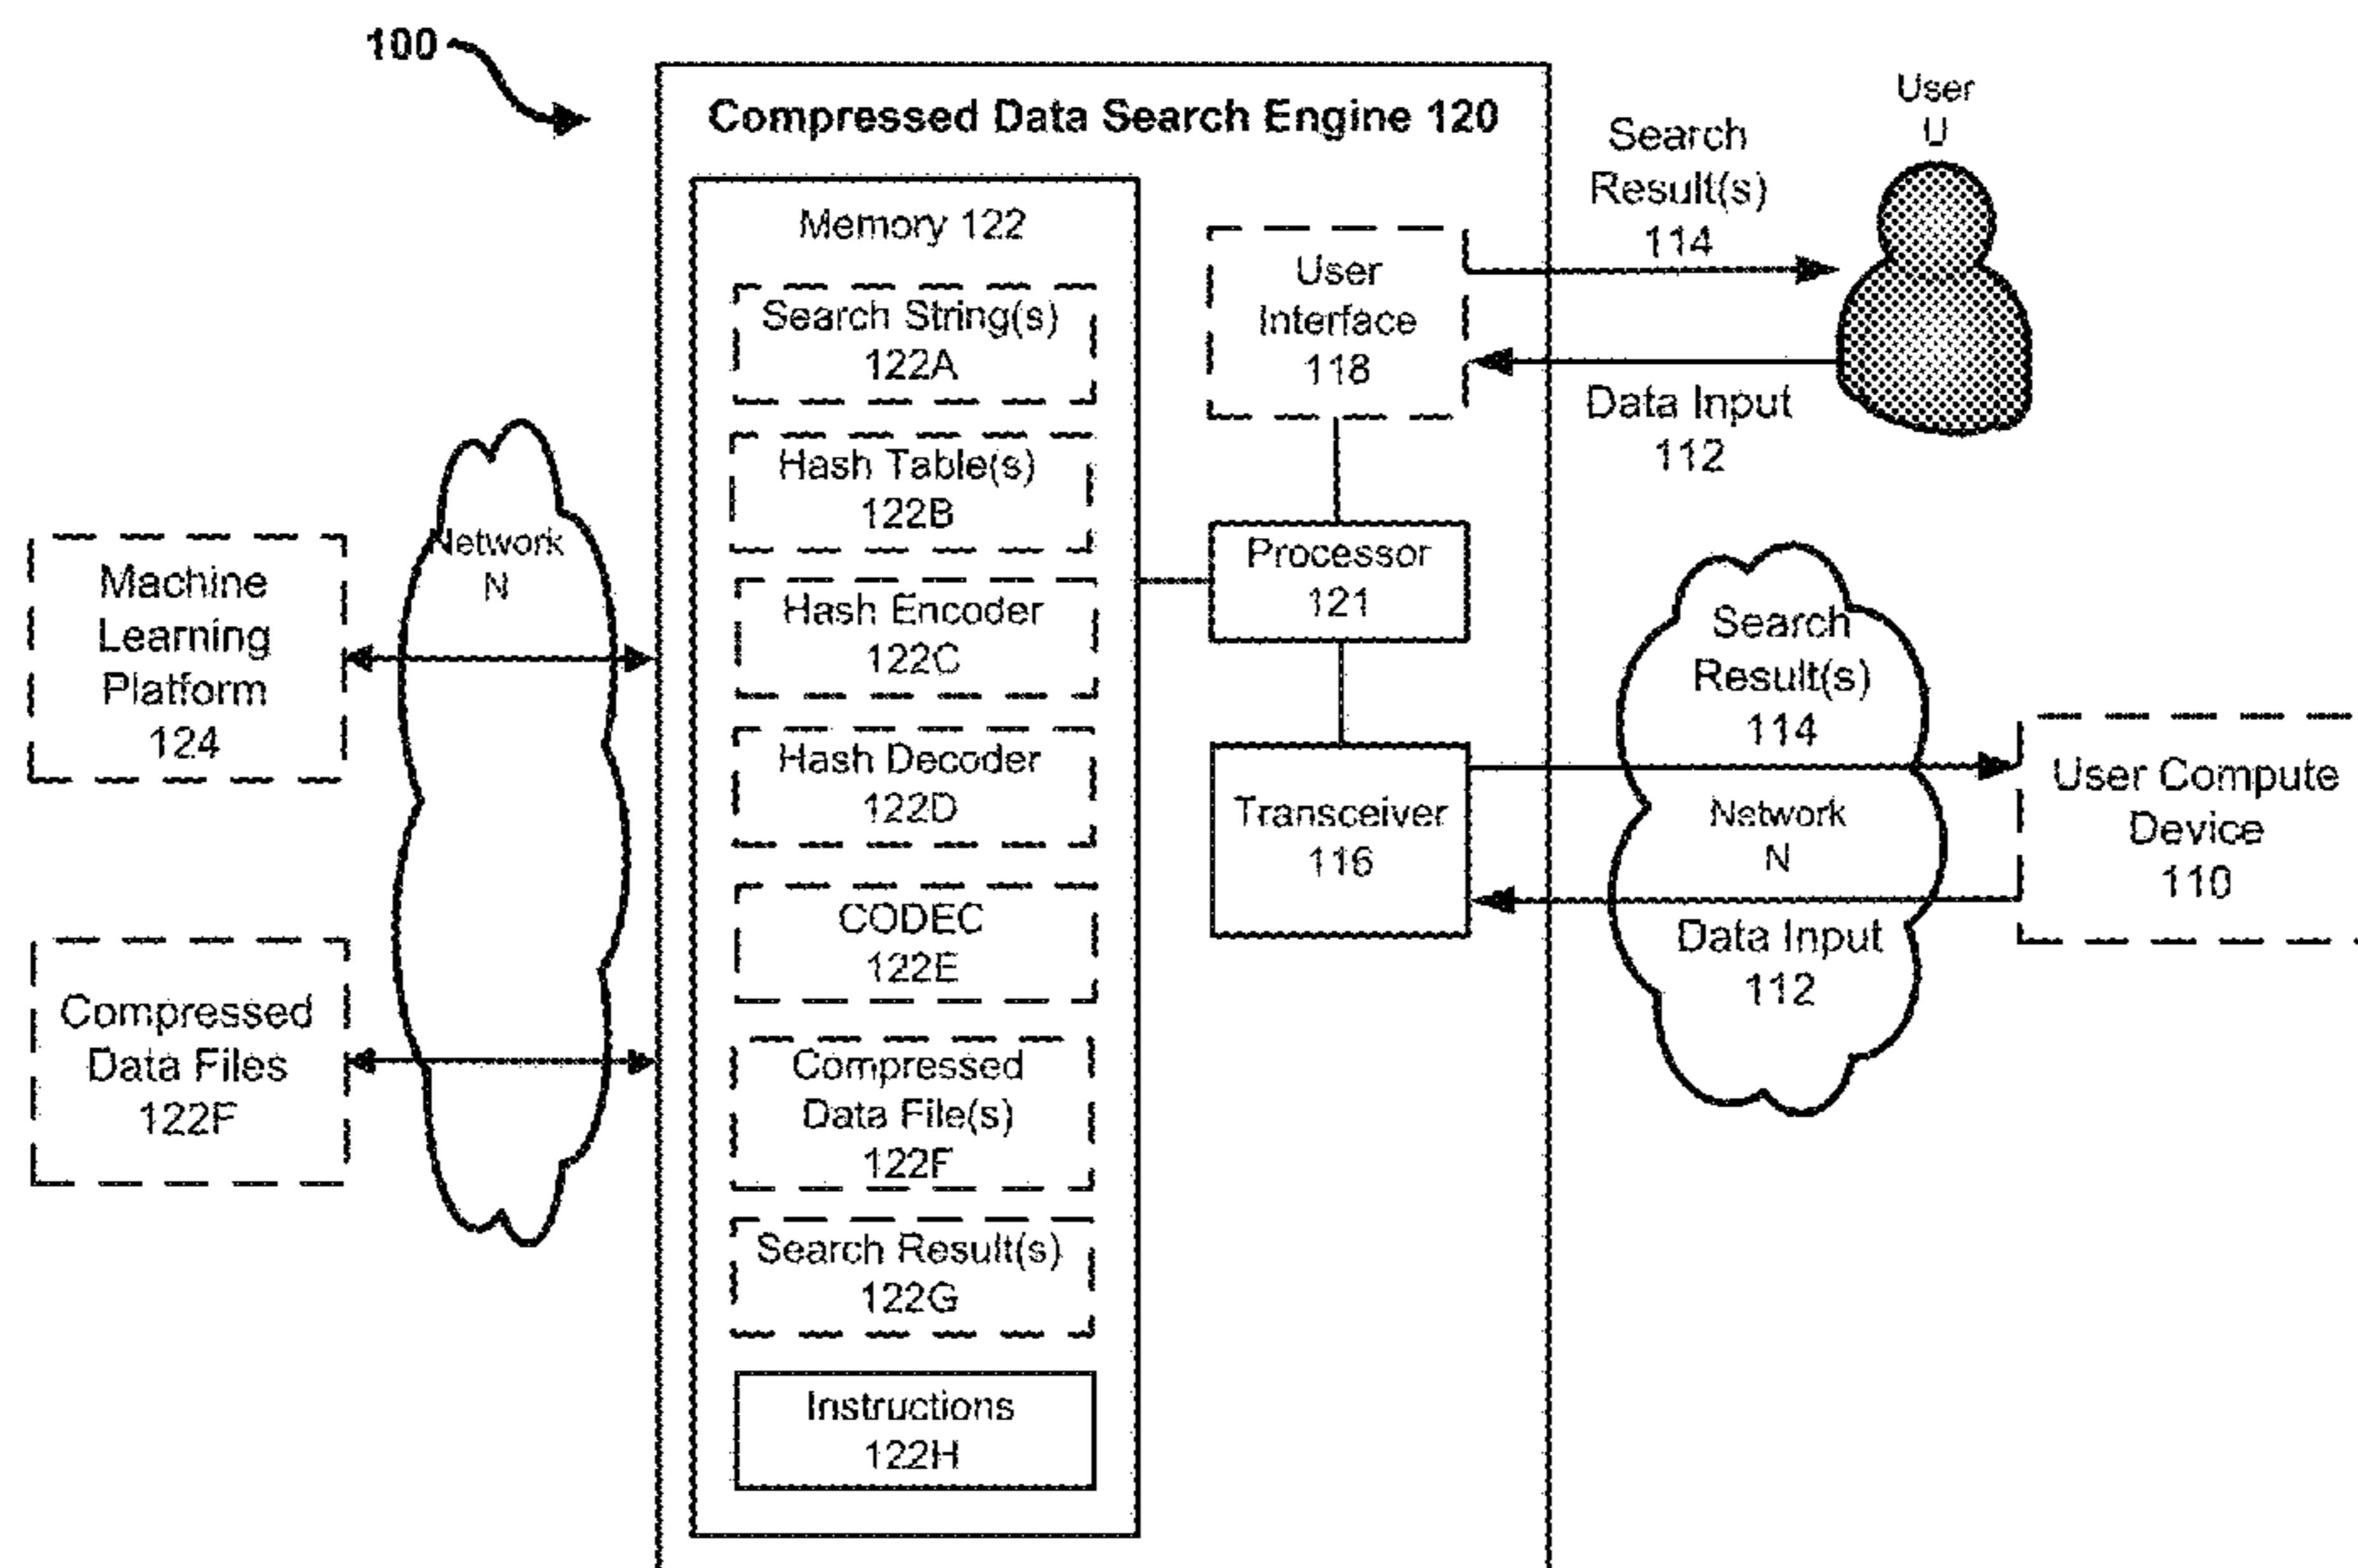 100
Compressed Data Search Engine 120
Memory 122
Search String(s)
122A
Hash Table(s)
122B
Hash Encoder
122C
Hash Decoder
122D
CODEC
122E
Compressed
Data File(s)
122F
Search Result(s)
122G
Instructions
122H
User
Interface
118
Processor
121
Transceiver
116
Search
Result(s)
114
Data Input
112
User
U
Search
Result(s)
114
Network
N
Data Input
112
User Compute
Device
110
Network
N
Machine
Learning
Platform
124
Compressed
Data Files
122F